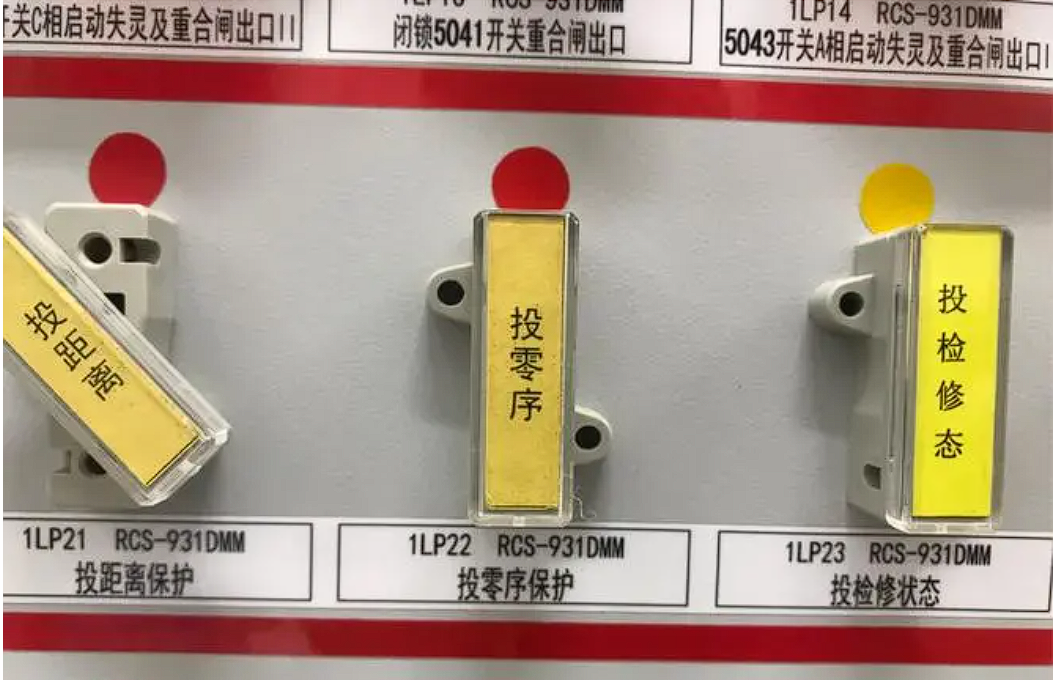 开关C相启动失灵及重合闸出口II
RCS-931DMM
闭锁5041开关重合闸出口
1LP14 RCS-931DMM
5043开关A相启动失灵及重合闸出口I
投距离
投零序
投检修态
1LP21 RCS-931DMM
投距离保护
1LP22 RCS-931DMM
投零序保护
1LP23 RCS-931DMM
投检修状态